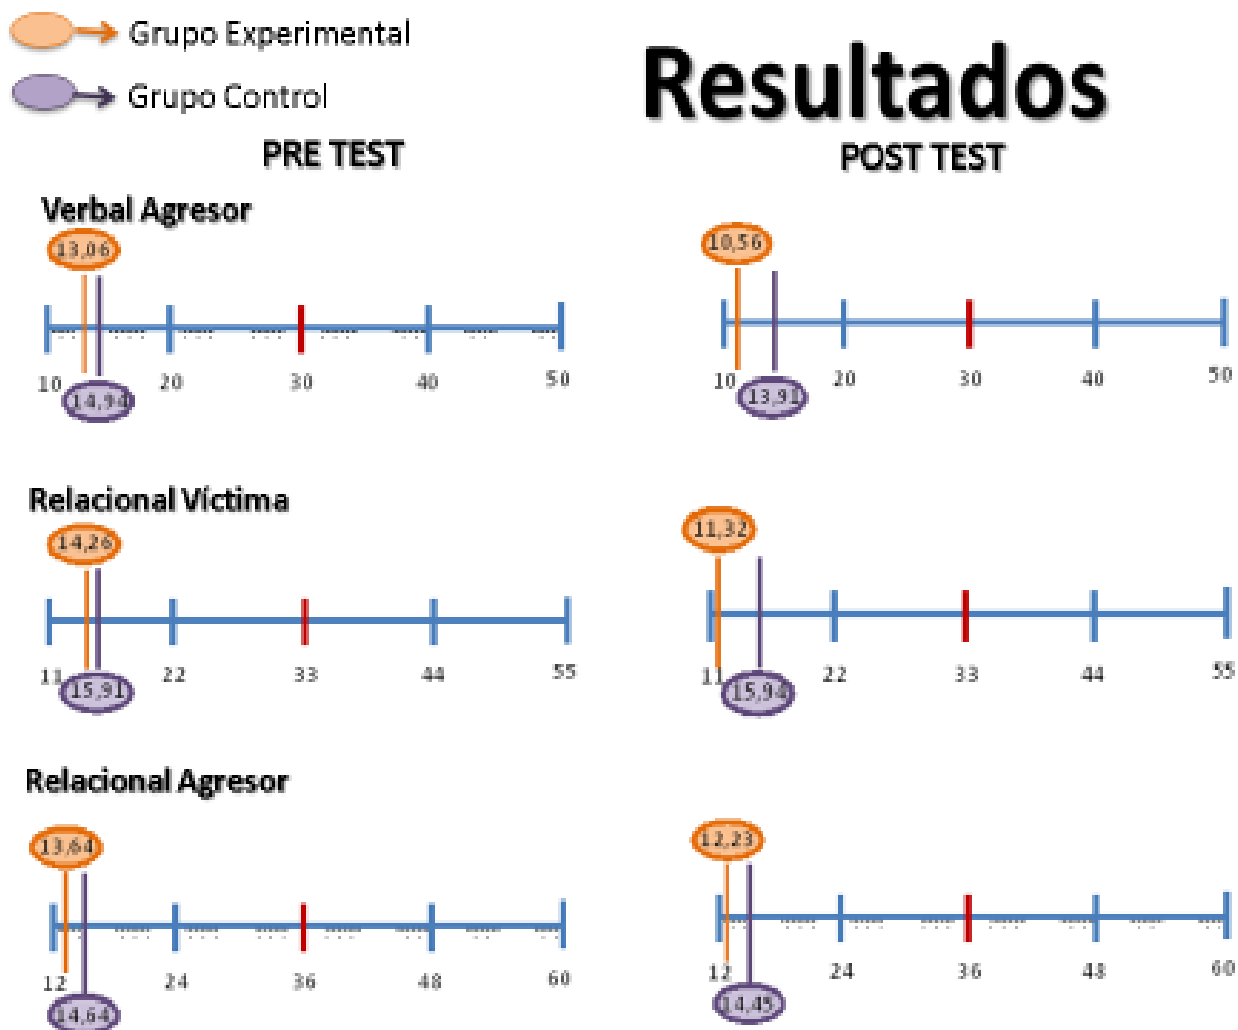 Grupo Experimental
Grupo Control
Resultados
PRE TEST
POST TEST
Verbal Agresor
13,06
10,56
10 20 30 40 50
10 20 30 40 50
14,94
13,91
Relacional Víctima
14,26
11,32
11 22 33 44 55
11 22 33 44 55
15,91
15,94
Relacional Agresor
13,64
12,23
12 24 36 48 60
12 24 36 48 60
14,64
14,45